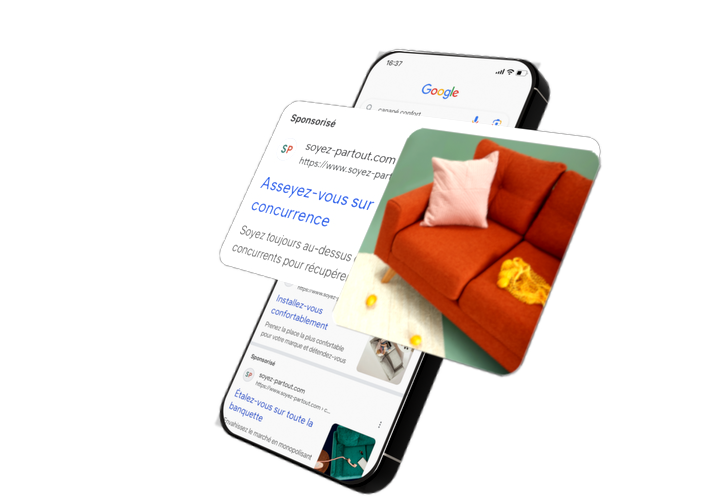 16:37
Google
canapé confort
Sponsorisé
SP
soyez-partout.com
https://www.soyez-part
Asseyez-vous sur
concurrence
Soyez toujours au-dessus
concurrents pour récupérer
https://www.soyez
Installez-vous
confortablement
Prenez la place la plus confortable
pour votre marque et détendez-vous
Sponsorisé
SP
soyez-partout.com
https://www.soyez-partout.com › c...
Étalez-vous sur toute la
banquette
Envahissez le marché en monopolisant